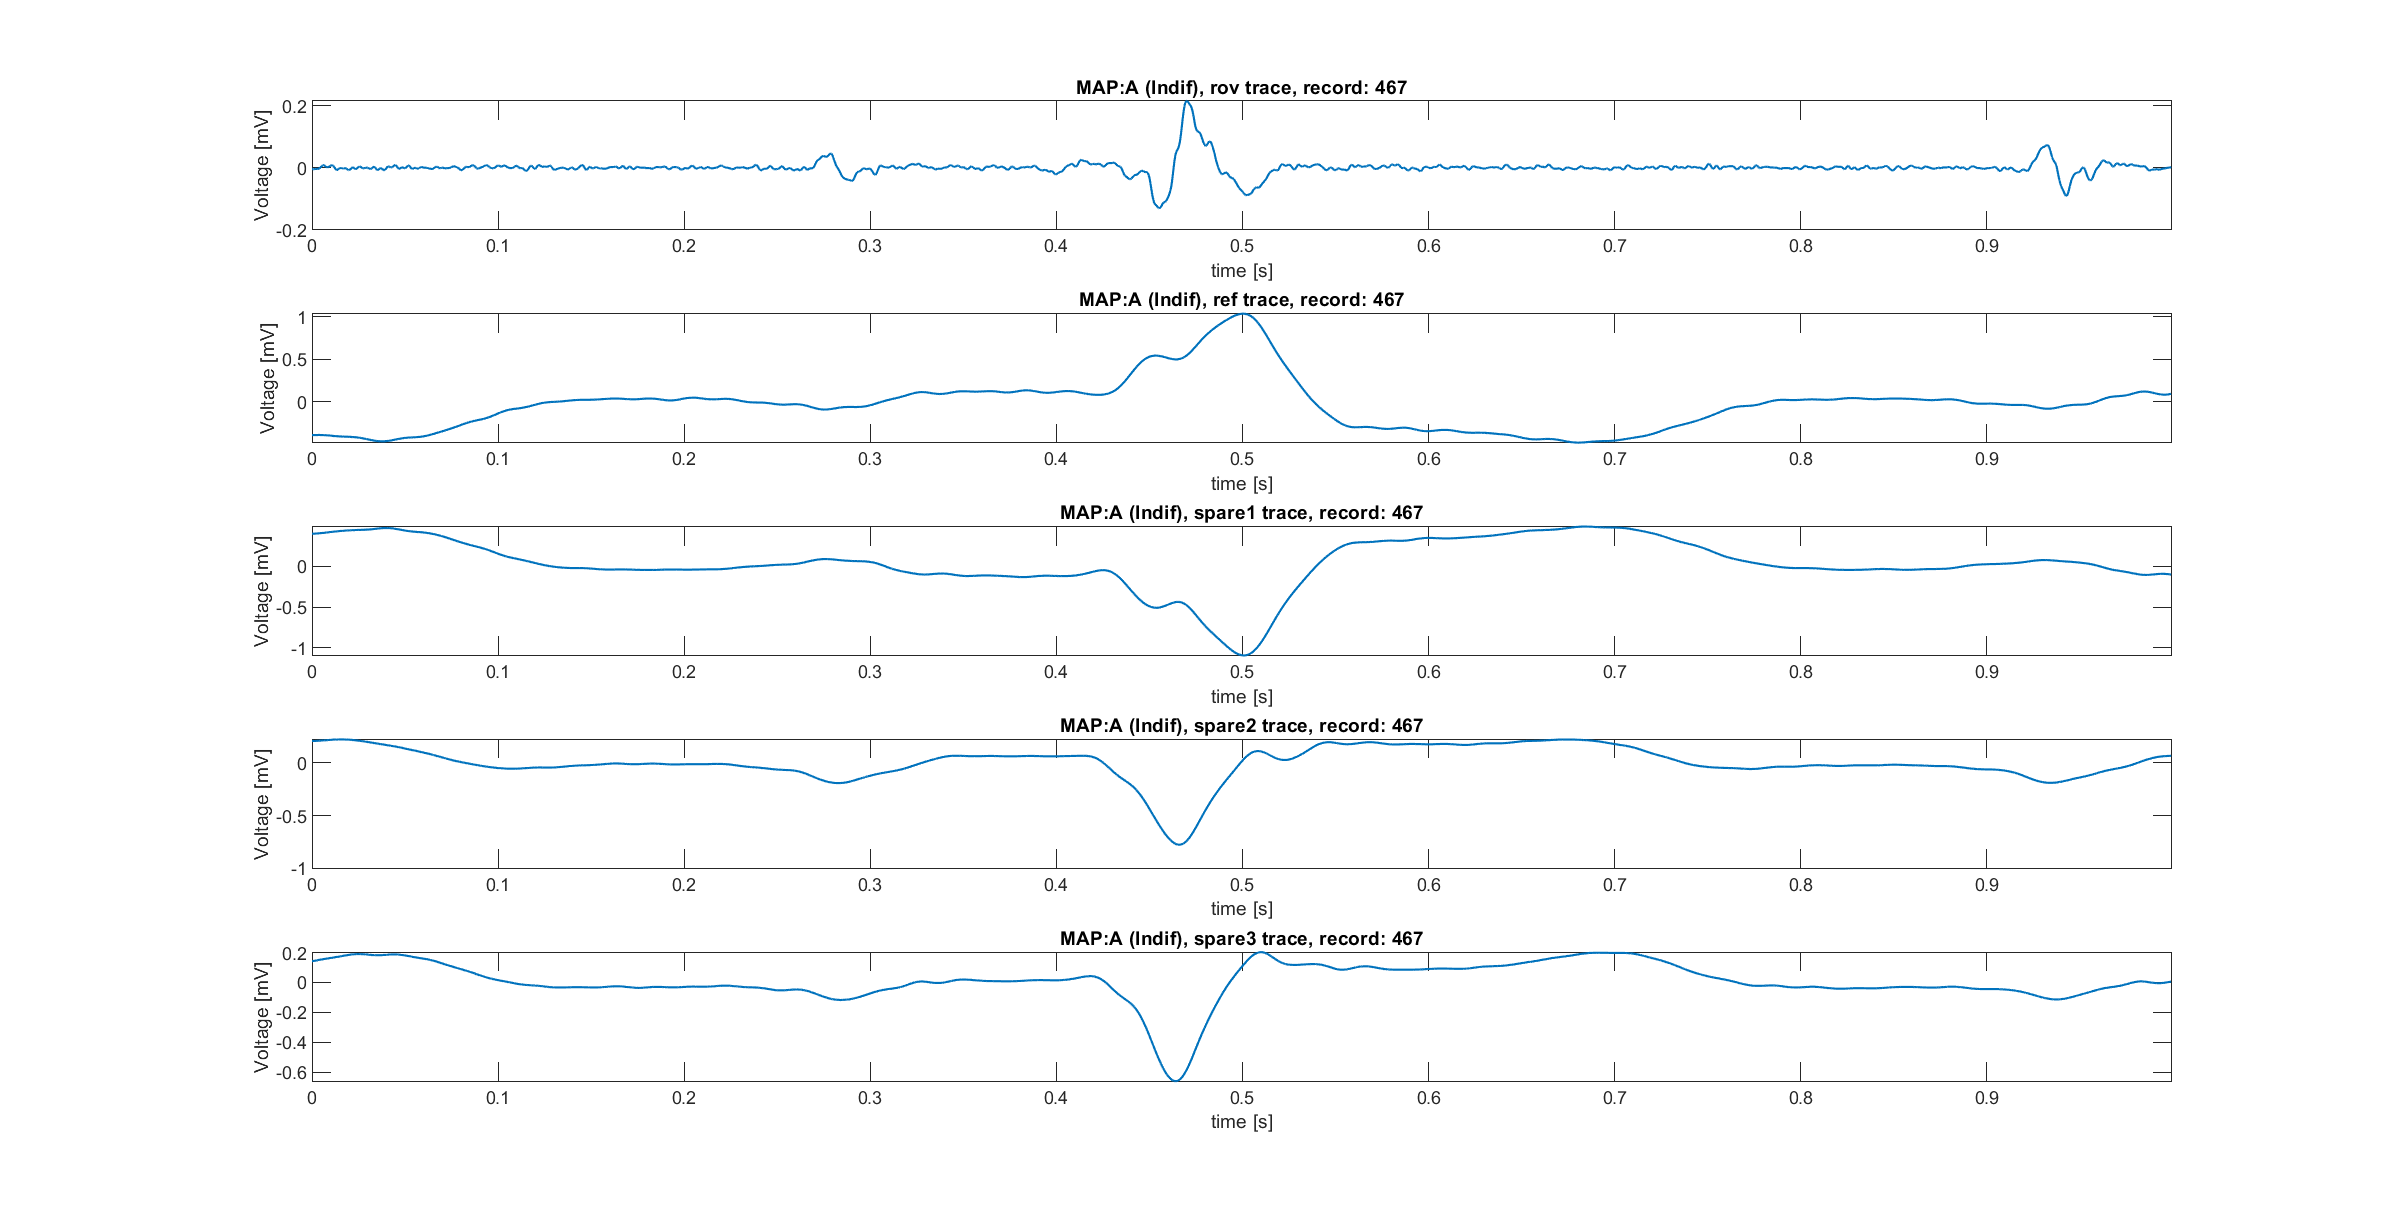 MAP:A (Indif), rov trace, record: 467
Voltage [mV]
0.2
0
-0.2
0 0.1 0.2 0.3 0.4 0.5 0.6 0.7 0.8 0.9
time [s]
MAP:A (Indif), ref trace, record: 467
Voltage [mV]
1
0.5
0
0 0.1 0.2 0.3 0.4 0.5 0.6 0.7 0.8 0.9
time [s]
MAP:A (Indif), spare1 trace, record: 467
Voltage [mV]
0
-0.5
-1
0 0.1 0.2 0.3 0.4 0.5 0.6 0.7 0.8 0.9
time [s]
MAP:A (Indif), spare2 trace, record: 467
Voltage [mV]
0
-0.5
-1
0 0.1 0.2 0.3 0.4 0.5 0.6 0.7 0.8 0.9
time [s]
MAP:A (Indif), spare3 trace, record: 467
Voltage [mV]
0.2
0
-0.2
-0.4
-0.6
0 0.1 0.2 0.3 0.4 0.5 0.6 0.7 0.8 0.9
time [s]